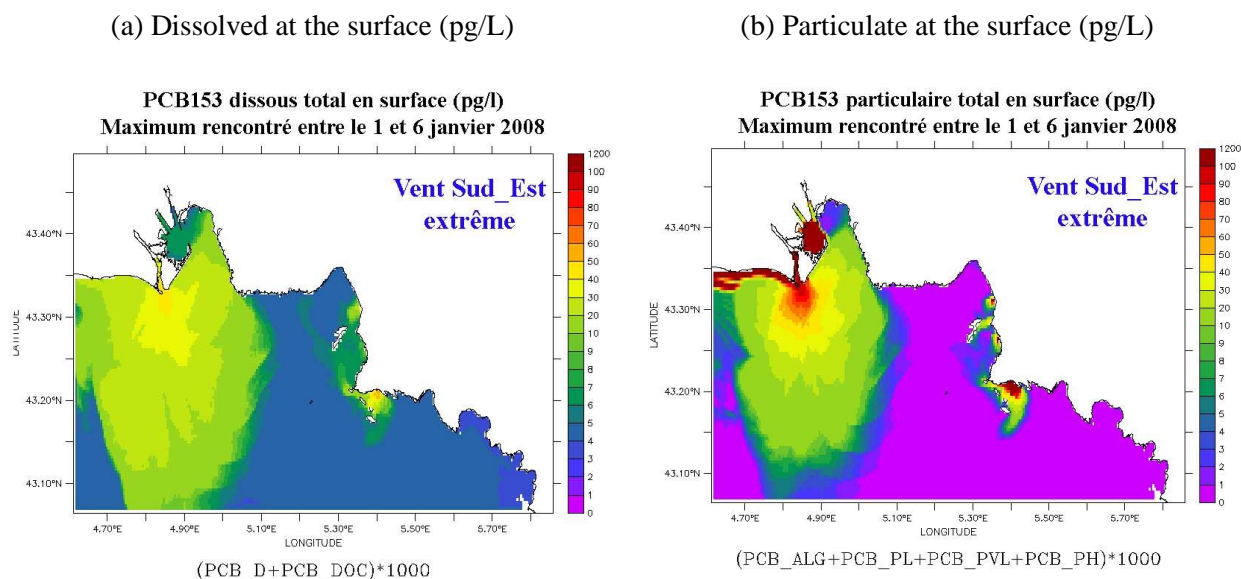 (a) Dissolved at the surface (pg/L)
PCB153 dissous total en surface (pg/l)
Maximum rencontré entre le 1 et 6 janvier 2008
Vent Sud_Est
extrême
43.40°N
43.30°N
43.20°N
43.10°N
LATITUDE
4.70°E 4.90°E 5.10°E 5.30°E 5.50°E 5.70°E
LONGITUDE
1200
100
90
80
70
60
50
40
30
20
10
9
8
7
6
5
4
3
2
1
0
(PCB_D+PCB_DOC)*1000
(b) Particulate at the surface (pg/L)
PCB153 particulaire total en surface (pg/l)
Maximum rencontré entre le 1 et 6 janvier 2008
Vent Sud_Est
extrême
43.40°N
43.30°N
43.20°N
43.10°N
LATITUDE
4.70°E 4.90°E 5.10°E 5.30°E 5.50°E 5.70°E
LONGITUDE
1200
100
90
80
70
60
50
40
30
20
10
9
8
7
6
5
4
3
2
1
0
(PCB_ALG+PCB_PL+PCB_PVL+PCB_PH)*1000